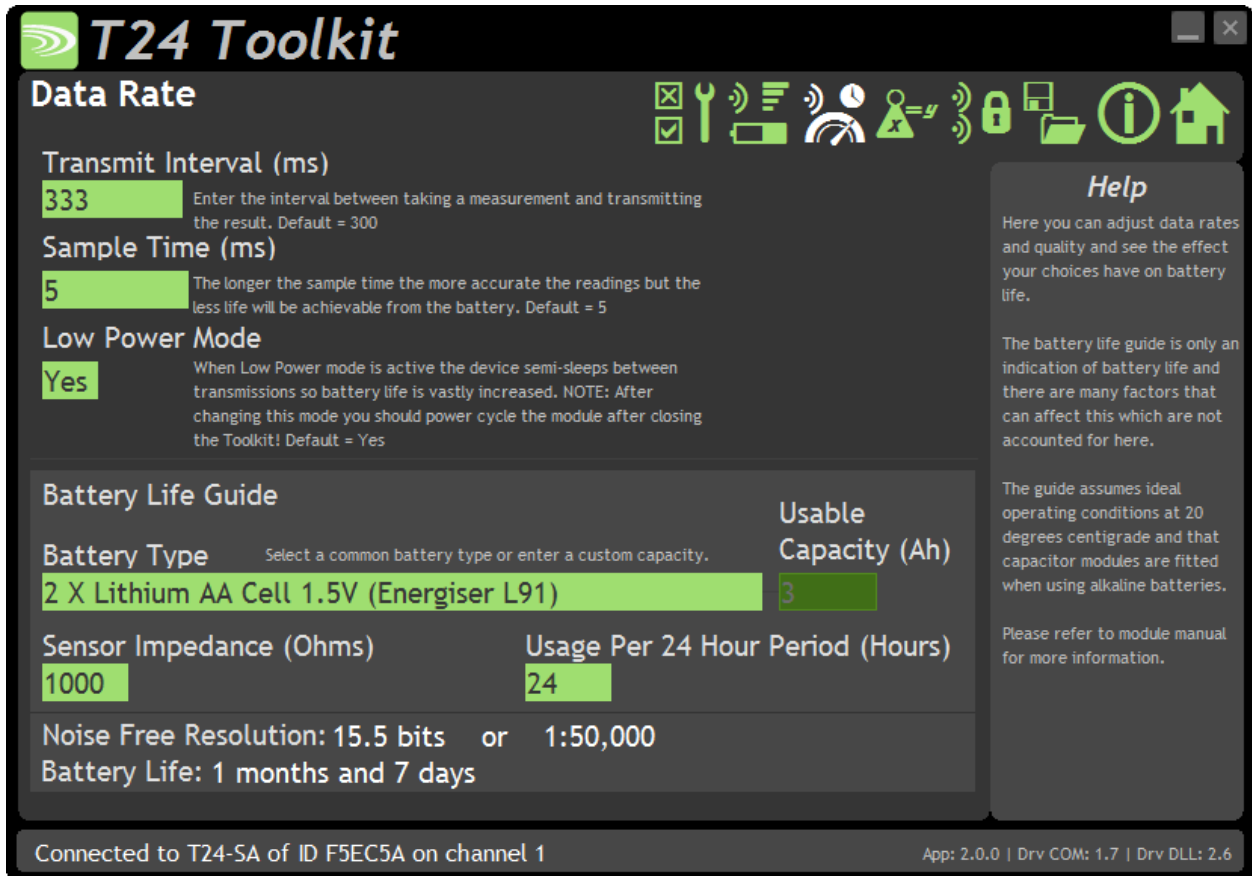 T24 Toolkit
Data Rate
x =y
Transmit Interval (ms)
333
Enter the interval between taking a measurement and transmitting
the result. Default = 300
Sample Time (ms)
5
The longer the sample time the more accurate the readings but the
less life will be achievable from the battery. Default = 5
Low Power Mode
Yes
When Low Power mode is active the device semi-sleeps between
transmissions so battery life is vastly increased. NOTE: After
changing this mode you should power cycle the module after closing
the Toolkit! Default = Yes
Battery Life Guide
Battery Type
Select a common battery type or enter a custom capacity.
Usable
Capacity (Ah)
2 X Lithium AA Cell 1.5V (Energiser L91)
3
Sensor Impedance (Ohms)
1000
Usage Per 24 Hour Period (Hours)
24
Noise Free Resolution: 15.5 bits or 1:50,000
Battery Life: 1 months and 7 days
Help
Here you can adjust data rates
and quality and see the effect
your choices have on battery
life.
The battery life guide is only an
indication of battery life and
there are many factors that
can affect this which are not
accounted for here.
The guide assumes ideal
operating conditions at 20
degrees centigrade and that
capacitor modules are fitted
when using alkaline batteries.
Please refer to module manual
for more information.
Connected to T24-SA of ID F5EC5A on channel 1
App: 2.0.0 | Drv COM: 1.7 | Drv DLL: 2.6